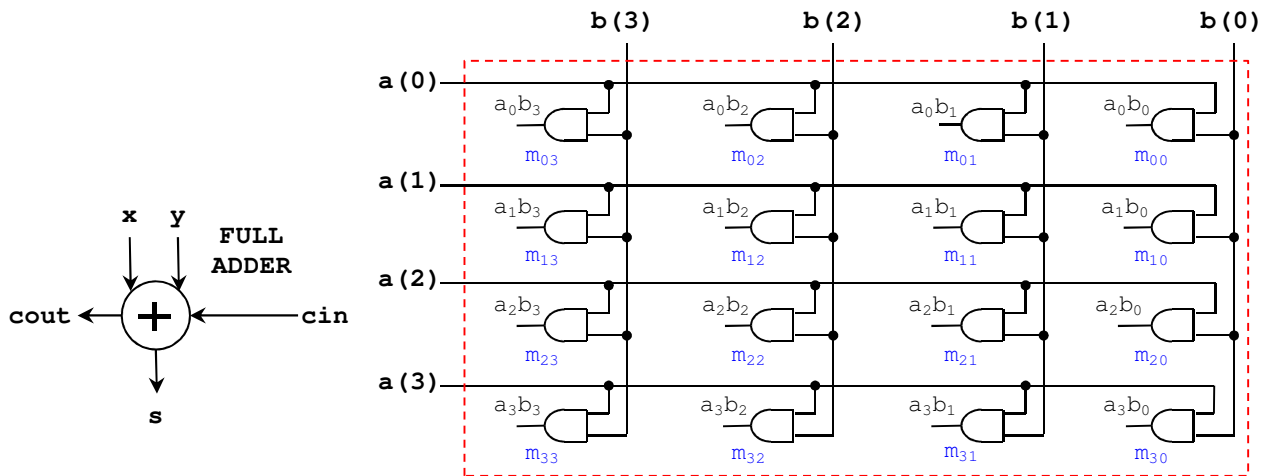 b(3) b(2) b(1) b(0)
a(0)
a₀b₃ a₀b₂ a₀b₁ a₀b₀
m₀₃ m₀₂ m₀₁ m₀₀
a(1)
a₁b₃ a₁b₂ a₁b₁ a₁b₀
m₁₃ m₁₂ m₁₁ m₁₀
x y FULL
ADDER
a(2)
cout + cin
a₂b₃ a₂b₂ a₂b₁ a₂b₀
m₂₃ m₂₂ m₂₁ m₂₀
a(3)
s
a₃b₃ a₃b₂ a₃b₁ a₃b₀
m₃₃ m₃₂ m₃₁ m₃₀